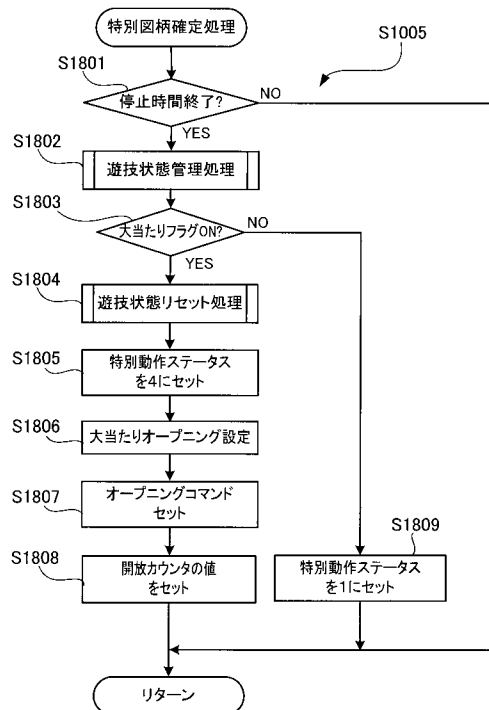 特別図柄確定処理
S1005
S1801
停止時間終了?
NO
YES
S1802
遊技状態管理処理
S1803
大当たりフラグON?
NO
YES
S1804
遊技状態リセット処理
S1805
特別動作ステータス
を4にセット
S1806
大当たりオープニング設定
S1807
オープニングコマンド
セット
S1808
開放カウンタの値
をセット
S1809
特別動作ステータス
を1にセット
リターン